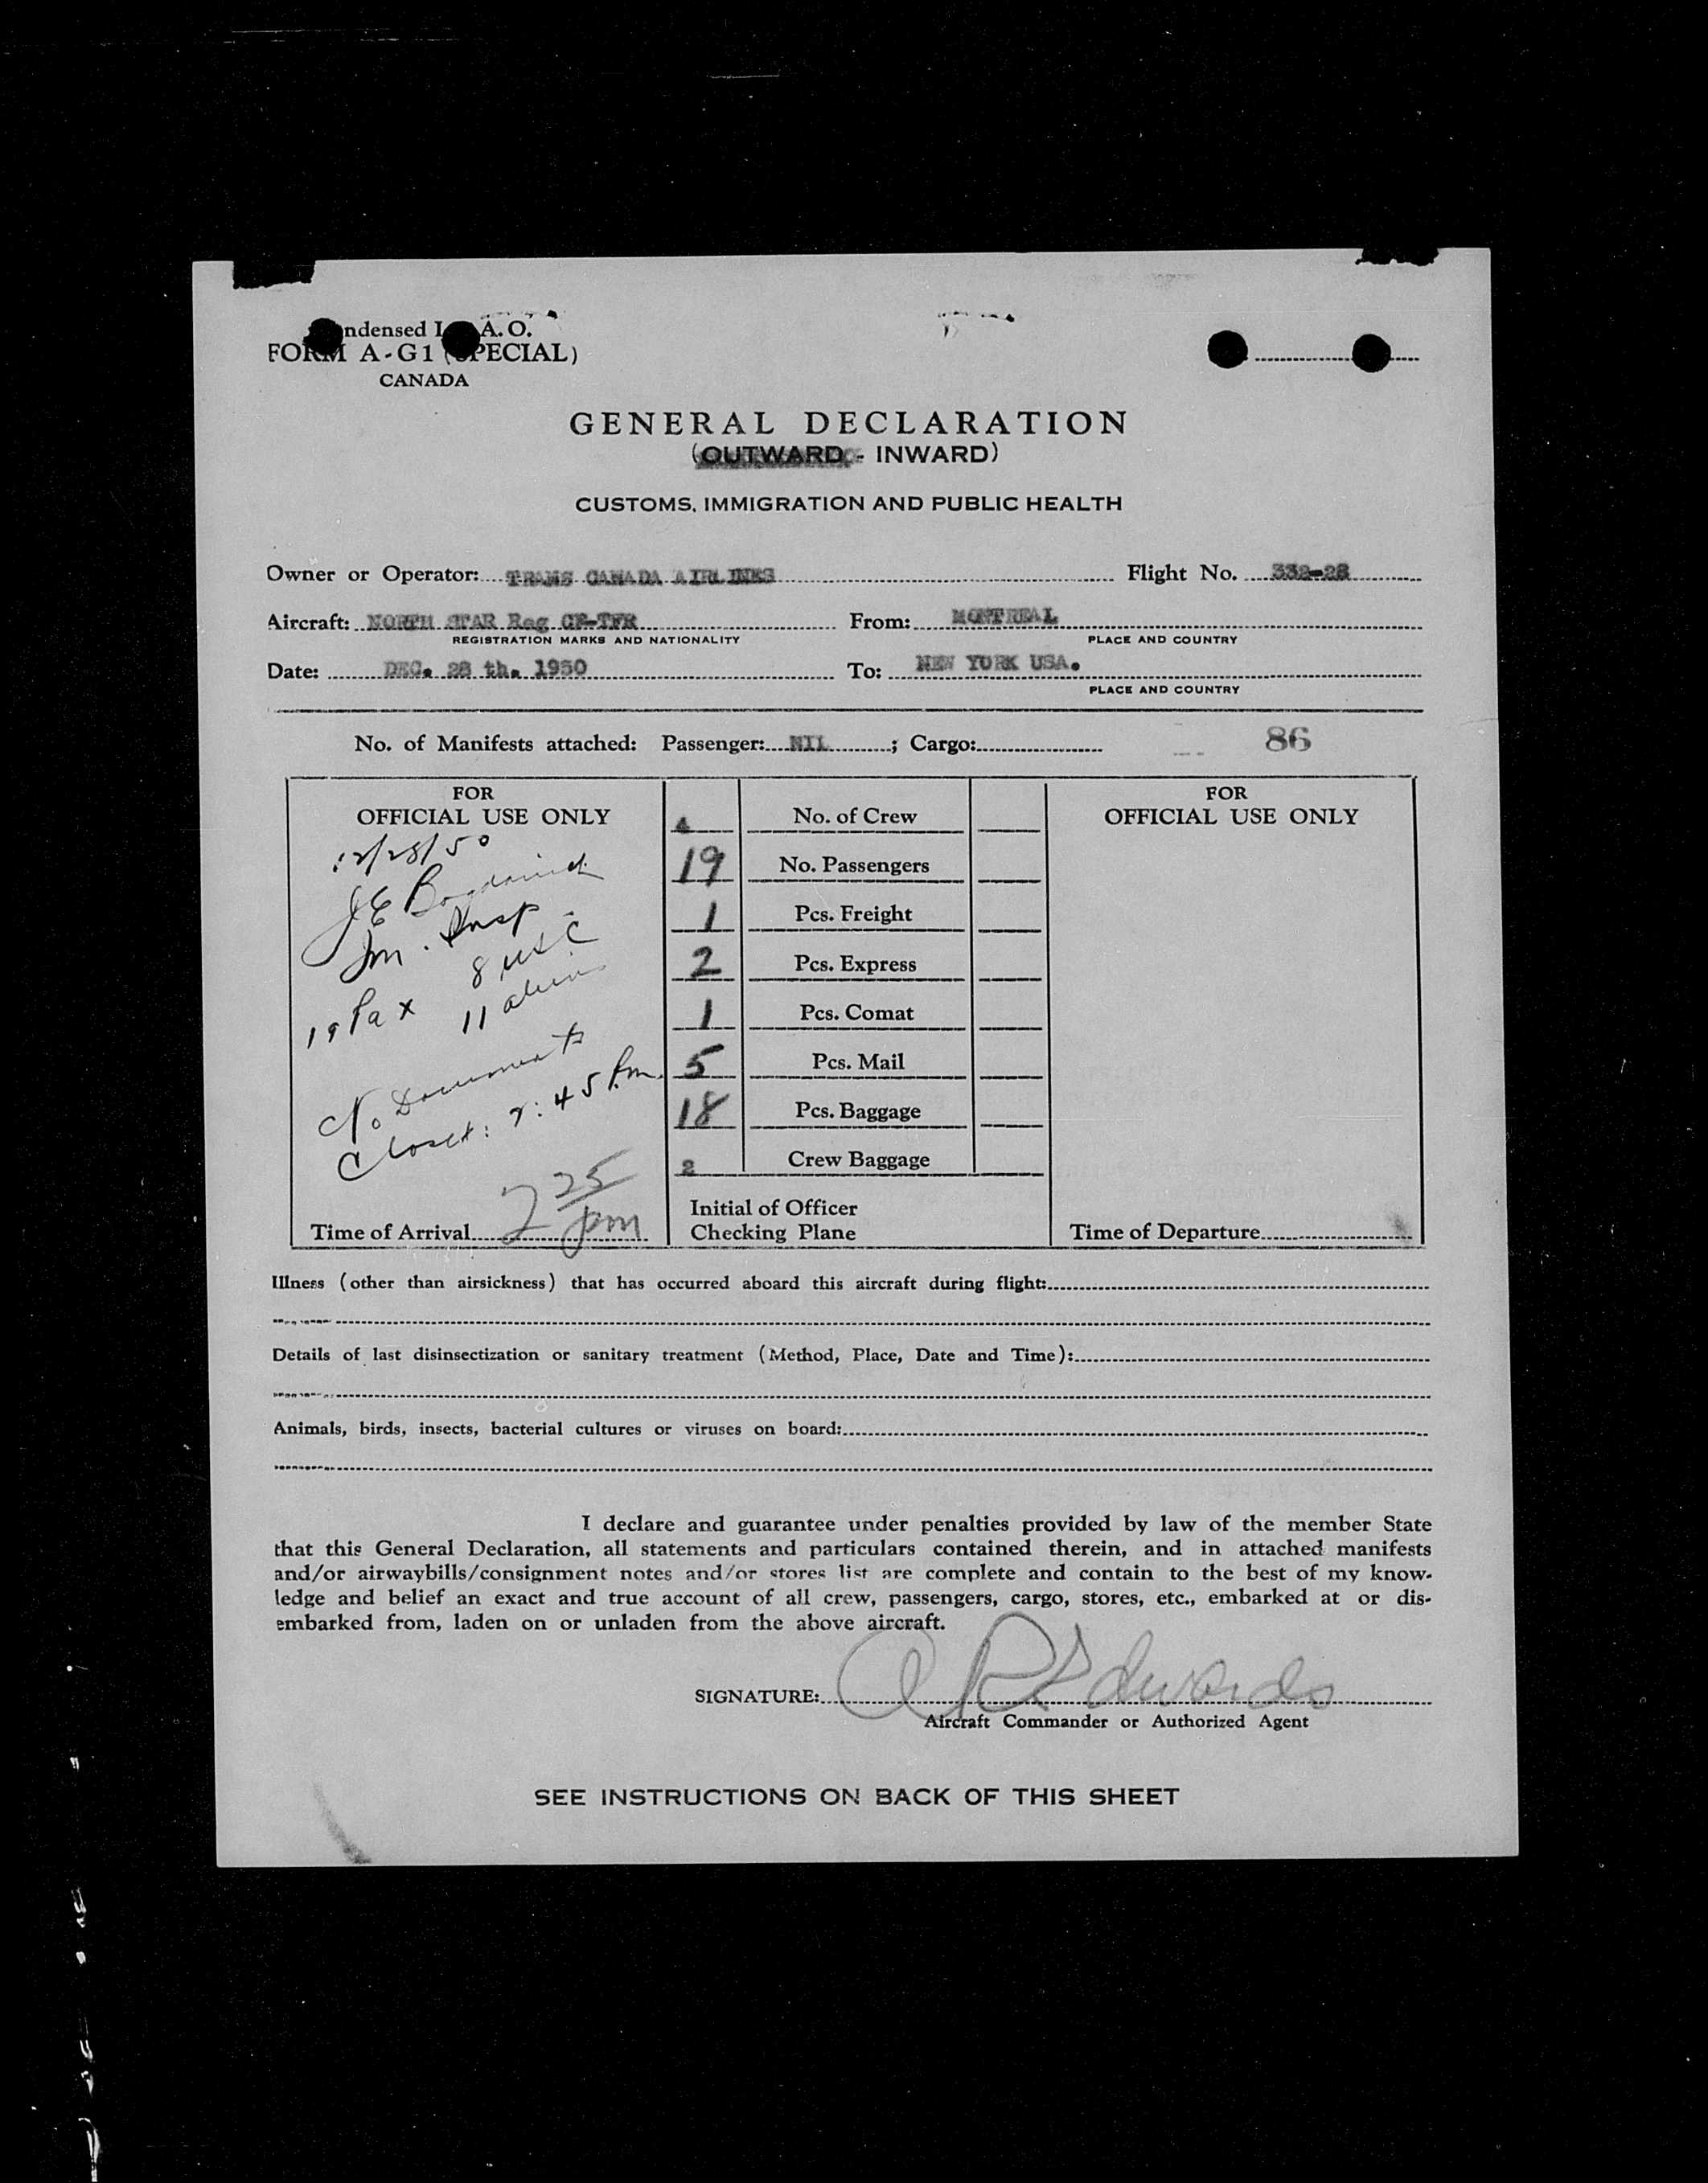 ndensed I. A. O.
FORM A-G1 (SPECIAL)
CANADA
GENERAL DECLARATION
(OUTWARD - INWARD)
CUSTOMS, IMMIGRATION AND PUBLIC HEALTH
Owner or Operator: TRANS CANADA AIRLINES Flight No. 332-28
Aircraft: NORTH STAR Reg CF-TFR From: MONTREAL
REGISTRATION MARKS AND NATIONALITY PLACE AND COUNTRY
Date: DEC. 28 th. 1950 To: NEW YORK USA.
PLACE AND COUNTRY
No. of Manifests attached: Passenger: NIL ; Cargo: 86
FOR
OFFICIAL USE ONLY
12/28/50
J E
Im. Insp.
19 Pax 8 USC
11 aliens
No Documents
Closed: 7:45 P.m.
Time of Arrival 7 25 pm
4 No. of Crew
19 No. Passengers
1 Pcs. Freight
2 Pcs. Express
1 Pcs. Comat
5 Pcs. Mail
18 Pcs. Baggage
2 Crew Baggage
Initial of Officer
Checking Plane
FOR
OFFICIAL USE ONLY
Time of Departure
Illness (other than airsickness) that has occurred aboard this aircraft during flight:
Details of last disinsectization or sanitary treatment (Method, Place, Date and Time):
Animals, birds, insects, bacterial cultures or viruses on board:
I declare and guarantee under penalties provided by law of the member State
that this General Declaration, all statements and particulars contained therein, and in attached manifests
and/or airwaybills/consignment notes and/or stores list are complete and contain to the best of my know-
ledge and belief an exact and true account of all crew, passengers, cargo, stores, etc., embarked at or dis-
embarked from, laden on or unladen from the above aircraft.
SIGNATURE: A R Edwards
Aircraft Commander or Authorized Agent
SEE INSTRUCTIONS ON BACK OF THIS SHEET